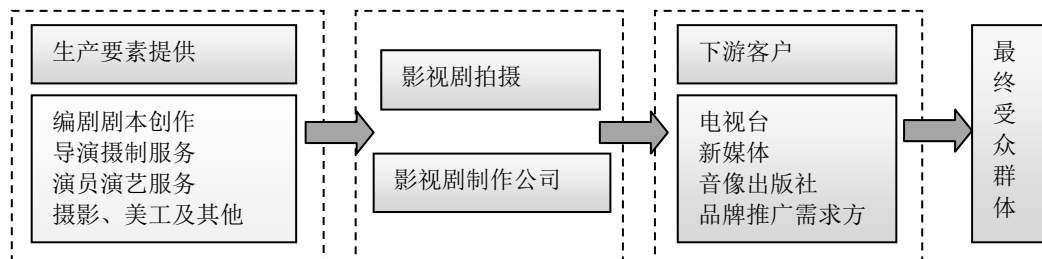 生产要素提供
编剧剧本创作
导演摄制服务
演员演艺服务
摄影、美工及其他
影视剧拍摄
影视剧制作公司
下游客户
电视台
新媒体
音像出版社
品牌推广需求方
最终受众群体